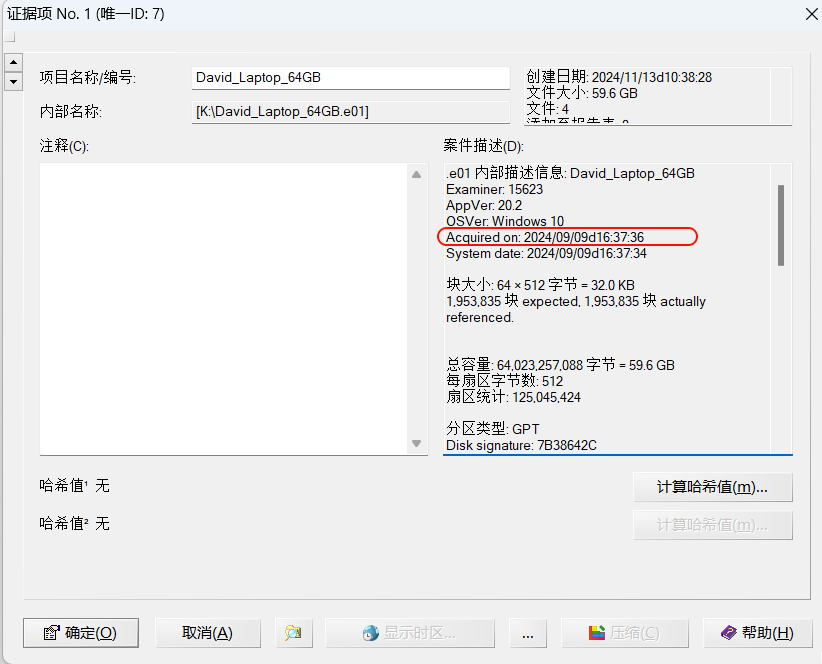 证据项 No. 1 (唯一ID: 7)
项目名称/编号:
David_Laptop_64GB
内部名称:
[K:\David_Laptop_64GB.e01]
创建日期: 2024/11/13d10:38:28
文件大小: 59.6 GB
文件: 4
注释(C):
案件描述(D):
.e01 内部描述信息: David_Laptop_64GB
Examiner: 15623
AppVer: 20.2
OSVer: Windows 10
Acquired on: 2024/09/09d16:37:36
System date: 2024/09/09d16:37:34
块大小: 64 × 512 字节 = 32.0 KB
1,953,835 块 expected, 1,953,835 块 actually
referenced.
总容量: 64,023,257,088 字节 = 59.6 GB
每扇区字节数: 512
扇区统计: 125,045,424
分区类型: GPT
Disk signature: 7B38642C
哈希值¹ 无
计算哈希值(m)...
哈希值² 无
计算哈希值(m)...
确定(O)
取消(A)
显示时区...
...
压缩(C)
帮助(H)